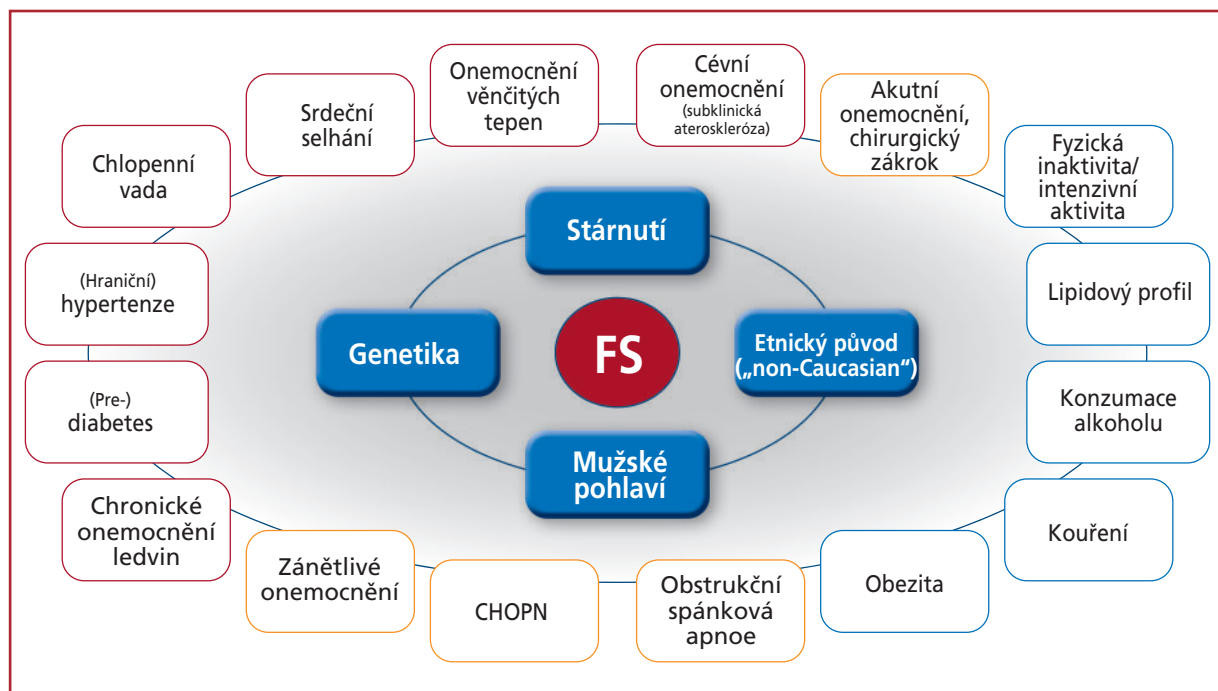 Onemocnění
věnčitých
tepen
Cévní
onemocnění
(subklinická
ateroskleróza)
Akutní
onemocnění,
chirurgický
zákrok
Fyzická
inaktivita/
intenzivní
aktivita
Lipidový profil
Konzumace
alkoholu
Kouření
Obezita
Obstrukční
spánková
apnoe
CHOPN
Zánětlivé
onemocnění
Chronické
onemocnění
ledvin
(Pre-)
diabetes
(Hraniční)
hypertenze
Chlopenní
vada
Srdeční
selhání
Stárnutí
Genetika
FS
Etnický původ
(„non-Caucasian“)
Mužské
pohlaví